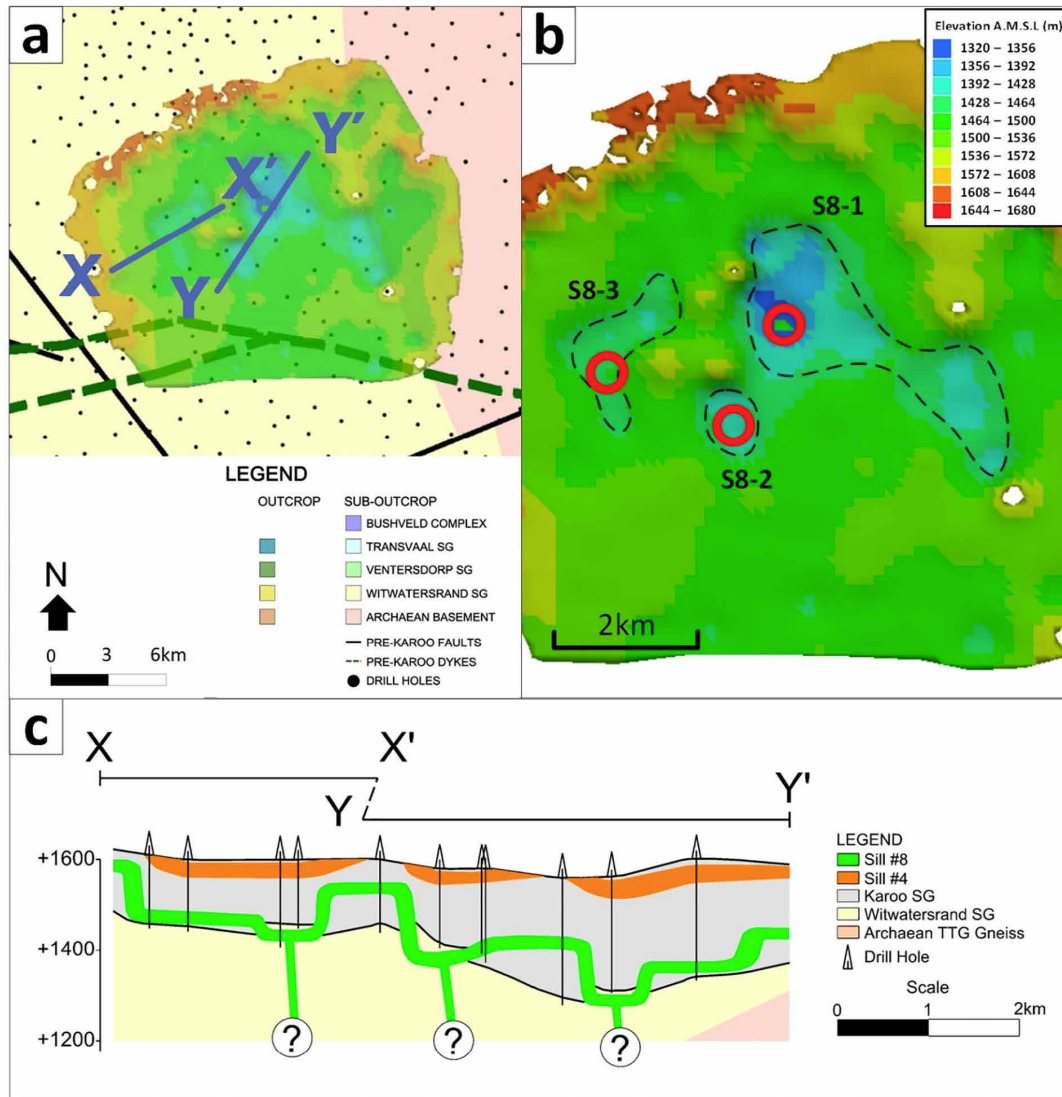 a
Y'
X'
X
Y
LEGEND
OUTCROP SUB-OUTCROP
BUSHVELD COMPLEX
TRANSVAAL SG
VENTERSDORP SG
WITWATERSRAND SG
ARCHAEAN BASEMENT
PRE-KAROO FAULTS
PRE-KAROO DYKES
DRILL HOLES
N
0 3 6km
b
Elevation A.M.S.L (m)
1320 – 1356
1356 – 1392
1392 – 1428
1428 – 1464
1464 – 1500
1500 – 1536
1536 – 1572
1572 – 1608
1608 – 1644
1644 – 1680
S8-1
S8-3
S8-2
2km
c
X X'
Y Y'
+1600
+1400
+1200
? ? ?
LEGEND
Sill #8
Sill #4
Karoo SG
Witwatersrand SG
Archaean TTG Gneiss
Drill Hole
Scale
0 1 2km